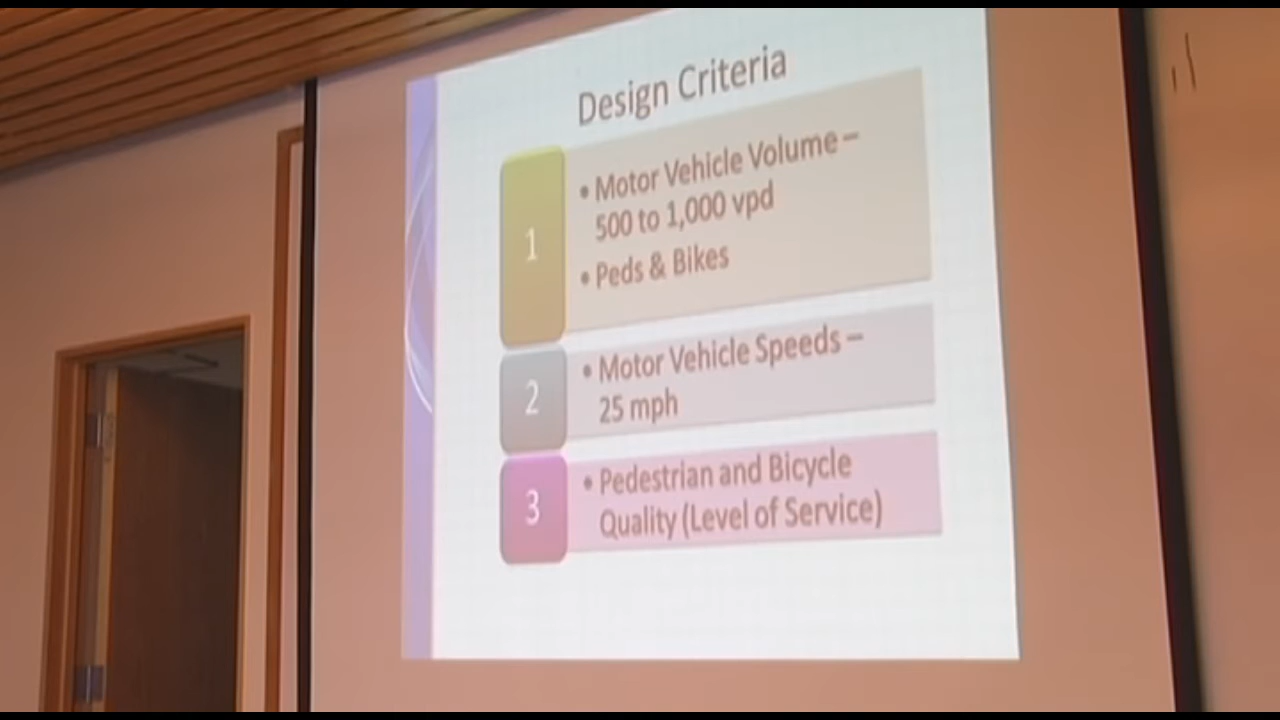 Design Criteria
1
• Motor Vehicle Volume –
500 to 1,000 vpd
• Peds & Bikes
2
• Motor Vehicle Speeds –
25 mph
3
• Pedestrian and Bicycle
Quality (Level of Service)